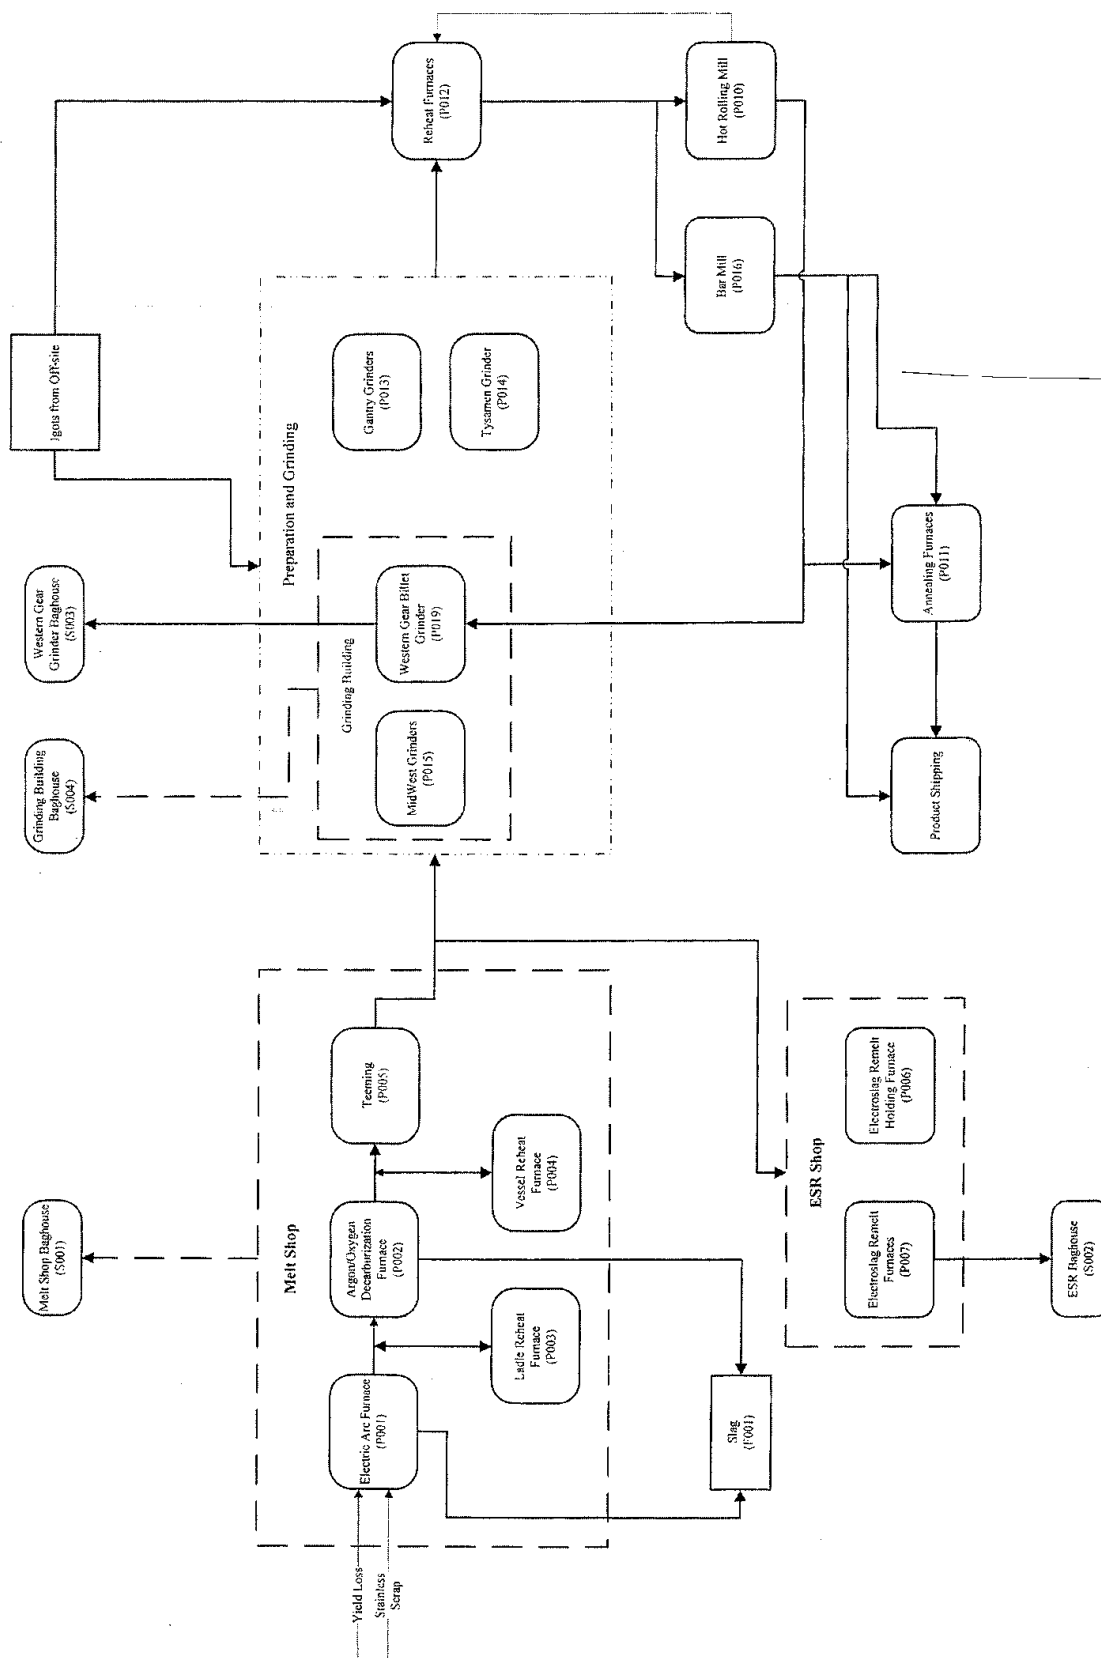 Melt Shop Baghouse
(S001)
Grinding Building
Baghouse
(S004)
Western Gear
Grinder Baghouse
(S003)
Igots from Off-site
Yield Loss
Stainless
Scrap
Melt Shop
Electric Arc Furnace
(P001)
Argon/Oxygen
Decarburization
Furnace
(P002)
Teeming
(P005)
Ladle Reheat
Furnace
(P003)
Vessel Reheat
Furnace
(P004)
Slag
(F001)
ESR Shop
Electroslag Remelt
Furnaces
(P007)
Electroslag Remelt
Holding Furnace
(P006)
ESR Baghouse
(S002)
Preparation and Grinding
Grinding Building
MidWest Grinders
(P015)
Western Gear Billet
Grinder
(P019)
Gantry Grinders
(P013)
Tysamen Grinder
(P014)
Reheat Furnaces
(P012)
Bar Mill
(P016)
Hot Rolling Mill
(P010)
Product Shipping
Annealing Furnaces
(P011)